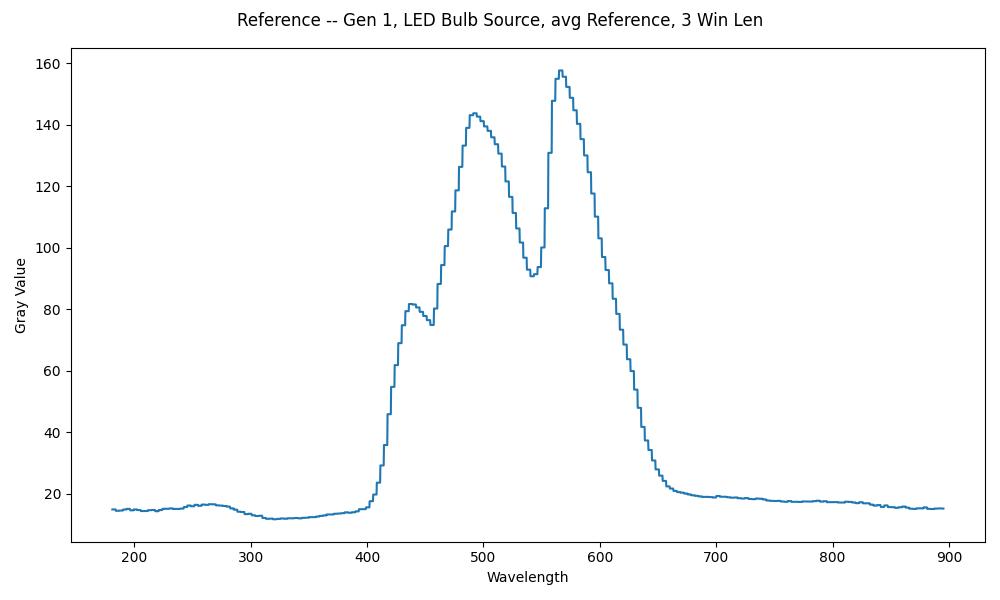 Reference -- Gen 1, LED Bulb Source, avg Reference, 3 Win Len
160
140
120
100
80
60
40
20
Gray Value
200 300 400 500 600 700 800 900
Wavelength